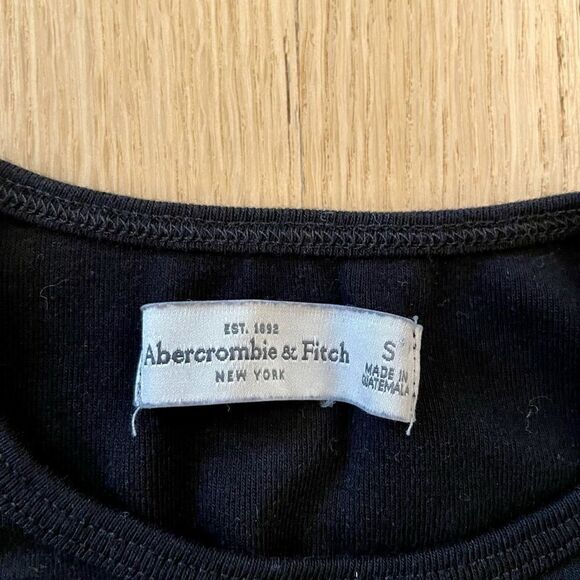 EST. 1892
Abercrombie & Fitch
NEW YORK
S
MADE IN
GUATEMALA